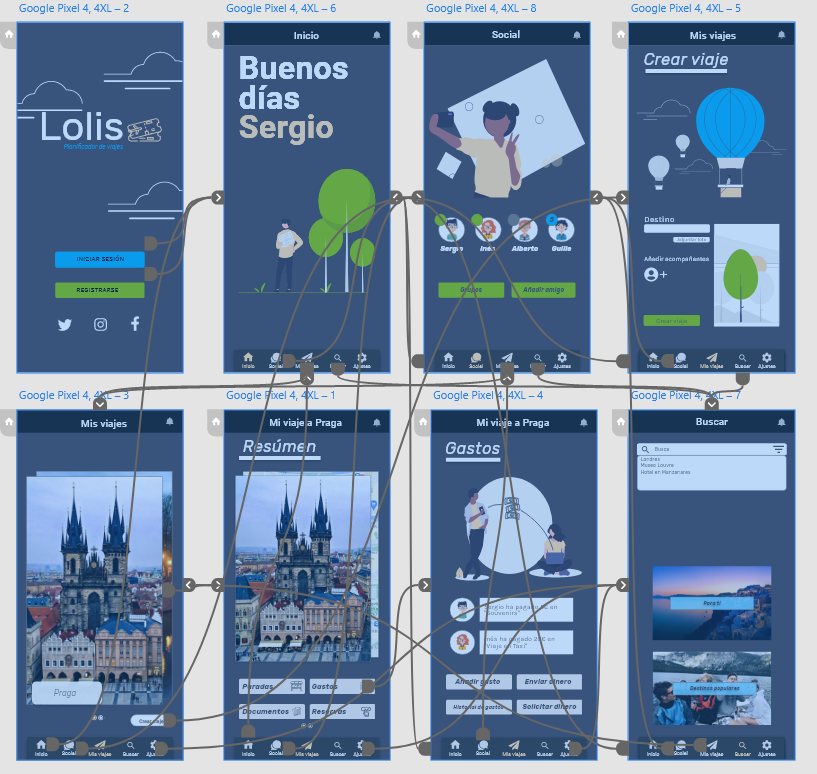 Google Pixel 4, 4XL – 2
Lolis
Planificador de viajes
INICIAR SESIÓN
REGISTRARSE
Google Pixel 4, 4XL – 6
Inicio
Buenos
días
Sergio
Inicio
Social
Mis viajes
Buscar
Ajustes
Google Pixel 4, 4XL – 8
Social
Sergio
Inés
Alberto
Guille
Grupos
Añadir amigo
Inicio
Social
Mis viajes
Buscar
Ajustes
Google Pixel 4, 4XL – 5
Mis viajes
Crear viaje
Destino
Añadir acompañantes
+
Crear viaje
Inicio
Social
Mis viajes
Buscar
Ajustes
Google Pixel 4, 4XL – 3
Mis viajes
Praga
Crear viaje
Inicio
Social
Mis viajes
Buscar
Ajustes
Google Pixel 4, 4XL – 1
Mi viaje a Praga
Resúmen
Paradas
Gastos
Documentos
Reservas
Inicio
Social
Mis viajes
Buscar
Ajustes
Google Pixel 4, 4XL – 4
Mi viaje a Praga
Gastos
Sergio ha pagado € en
"Souvenirs"
Inés ha pagado 20€ en
"Viaje en Taxi"
Añadir gasto
Enviar dinero
Historial de gastos
Solicitar dinero
Inicio
Social
Mis viajes
Buscar
Ajustes
Google Pixel 4, 4XL – 7
Buscar
Busca
Londres
Museo Louvre
Hotel en Manzanares
Para ti
Destinos populares
Inicio
Social
Mis viajes
Buscar
Ajustes